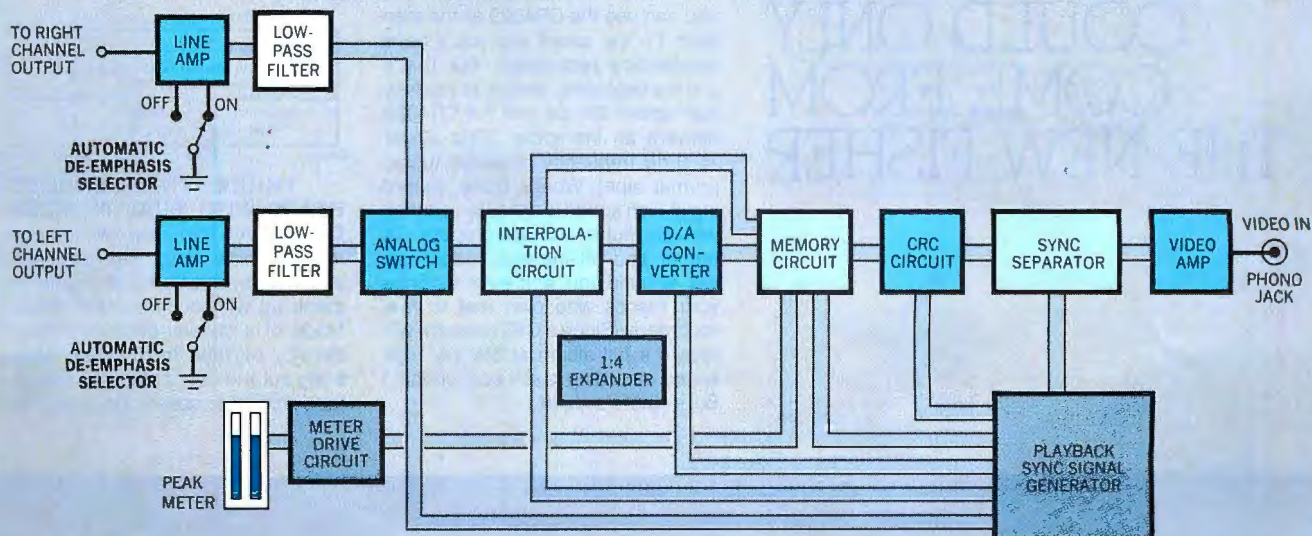 TO RIGHT
CHANNEL
OUTPUT
LINE
AMP
LOW-
PASS
FILTER
OFF
ON
AUTOMATIC
DE-EMPHASIS
SELECTOR
TO LEFT
CHANNEL
OUTPUT
LINE
AMP
LOW-
PASS
FILTER
ANALOG
SWITCH
INTERPOLA-
TION
CIRCUIT
D/A
CON-
VERTER
MEMORY
CIRCUIT
CRC
CIRCUIT
SYNC
SEPARATOR
VIDEO
AMP
VIDEO IN
PHONO
JACK
OFF
ON
AUTOMATIC
DE-EMPHASIS
SELECTOR
1:4
EXPANDER
PEAK
METER
METER
DRIVE
CIRCUIT
PLAYBACK
SYNC SIGNAL
GENERATOR